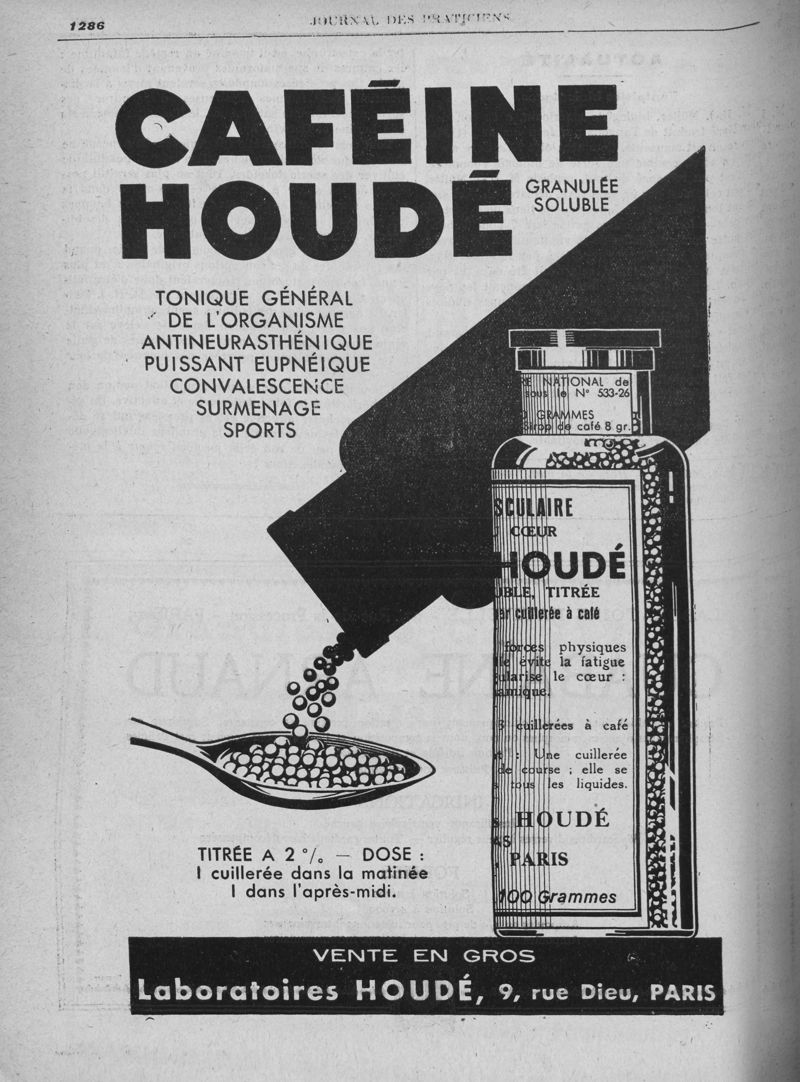 1286
JOURNAL DES PRATICIENS
CAFÉINE
HOUDÉ
GRANULÉE
SOLUBLE
TONIQUE GÉNÉRAL
DE L'ORGANISME
ANTINEURASTHÉNIQUE
PUISSANT EUPNÉIQUE
CONVALESCENCE
SURMENAGE
SPORTS
NATIONAL de
sous le N° 533-26
GRAMMES
Sirop de café 8 gr.
SCULAIRE
CŒUR
HOUDÉ
UBLE, TITRÉE
par cuillerée à café
forces physiques
évite la fatigue
ularise le cœur :
amique.
3 cuillerées à café
: Une cuillerée
de course ; elle se
tous les liquides.
HOUDÉ
PARIS
100 Grammes
TITRÉE A 2 % — DOSE :
1 cuillerée dans la matinée
1 dans l'après-midi.
VENTE EN GROS
Laboratoires HOUDÉ, 9, rue Dieu, PARIS